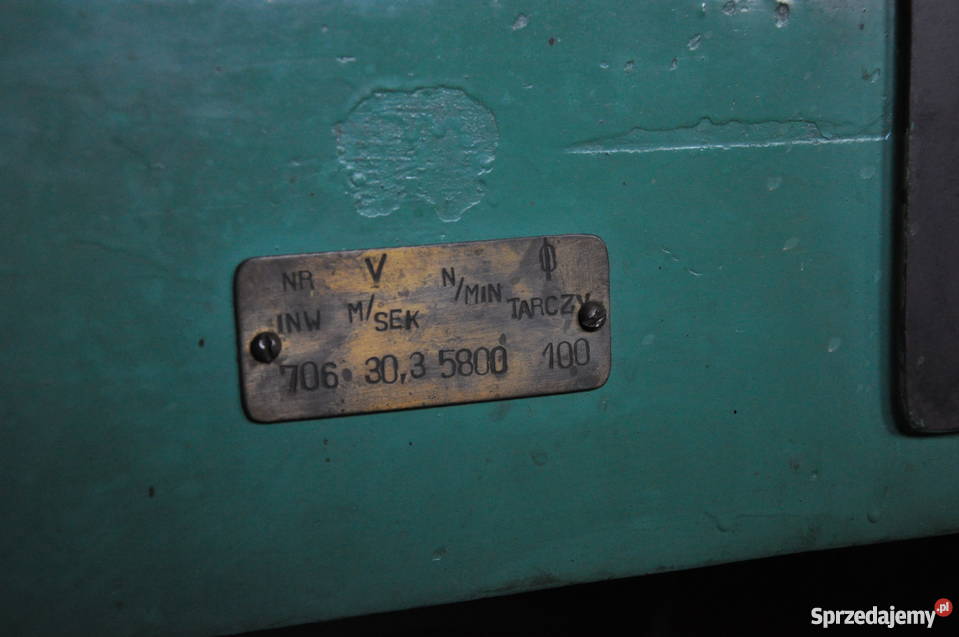 NR V N/MIN Φ
INW M/SEK TARCZY
706 30,3 5800 100
Sprzedajemy.pl